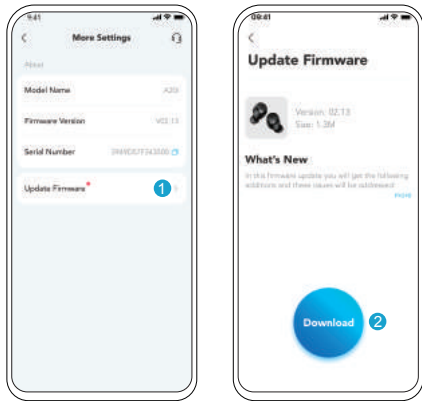 9:41
More Settings
About
Model Name
Firmware Version V02.13
Serial Number
Update Firmware 1
09:41
Update Firmware
Version: 02.13
Size: 1.3M
What's New
In this firmware update you will get the following
additions and these issues will be addressed!
more
Download 2